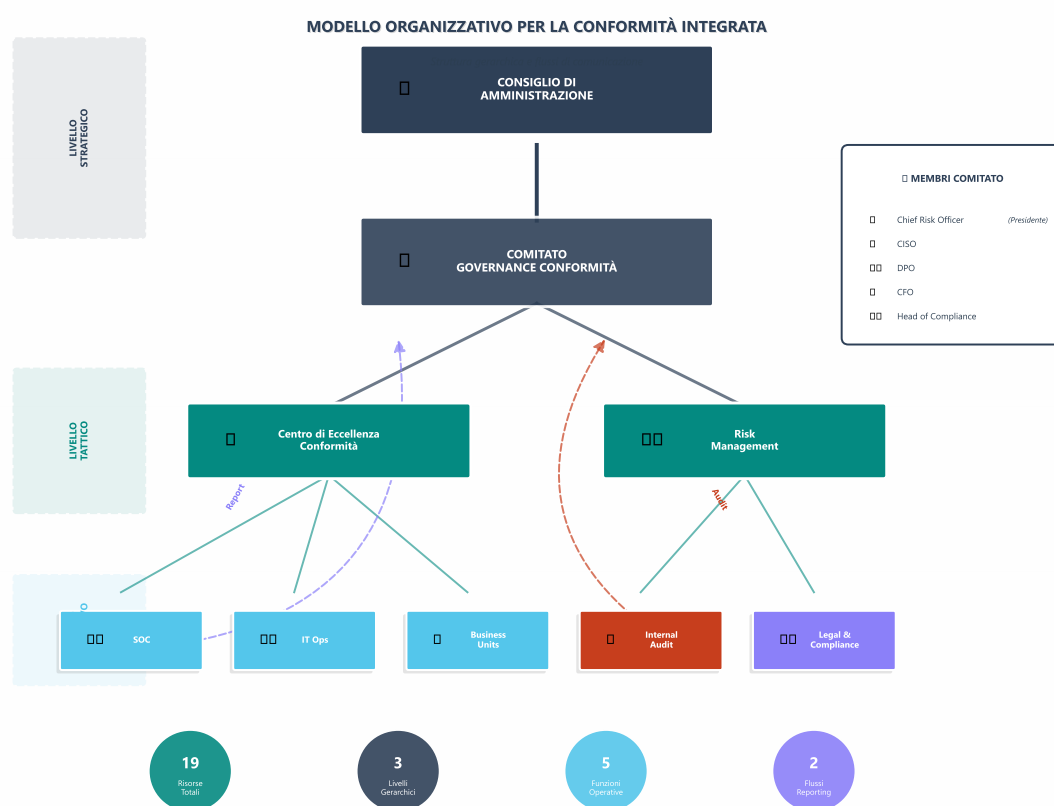 MODELLO ORGANIZZATIVO PER LA CONFORMITÀ INTEGRATA
LIVELLO
STRATEGICO
CONSIGLIO DI
AMMINISTRAZIONE
COMITATO
GOVERNANCE CONFORMITÀ
MEMBRI COMITATO
Chief Risk Officer (Presidente)
CISO
DPO
CFO
Head of Compliance
LIVELLO
TATTICO
Centro di Eccellenza
Conformità
Risk
Management
Report
Audit
SOC
IT Ops
Business
Units
Internal
Audit
Legal &
Compliance
19
Risorse
Totali
3
Livelli
Gerarchici
5
Funzioni
Operative
2
Flussi
Reporting